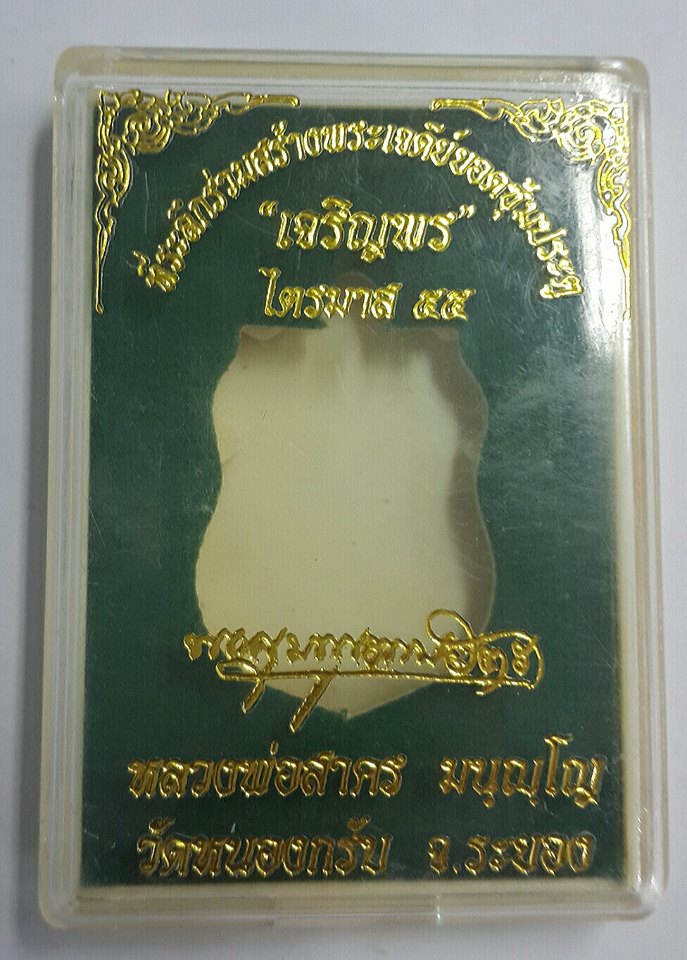 ที่ระลึกร่วมสร้างพระเจดีย์ยอดซุ้มประตู
“เจริญพร”
ไตรมาส ๕๕
หลวงพ่อสาคร มนุญฺโญ
วัดหนองกรับ จ.ระยอง